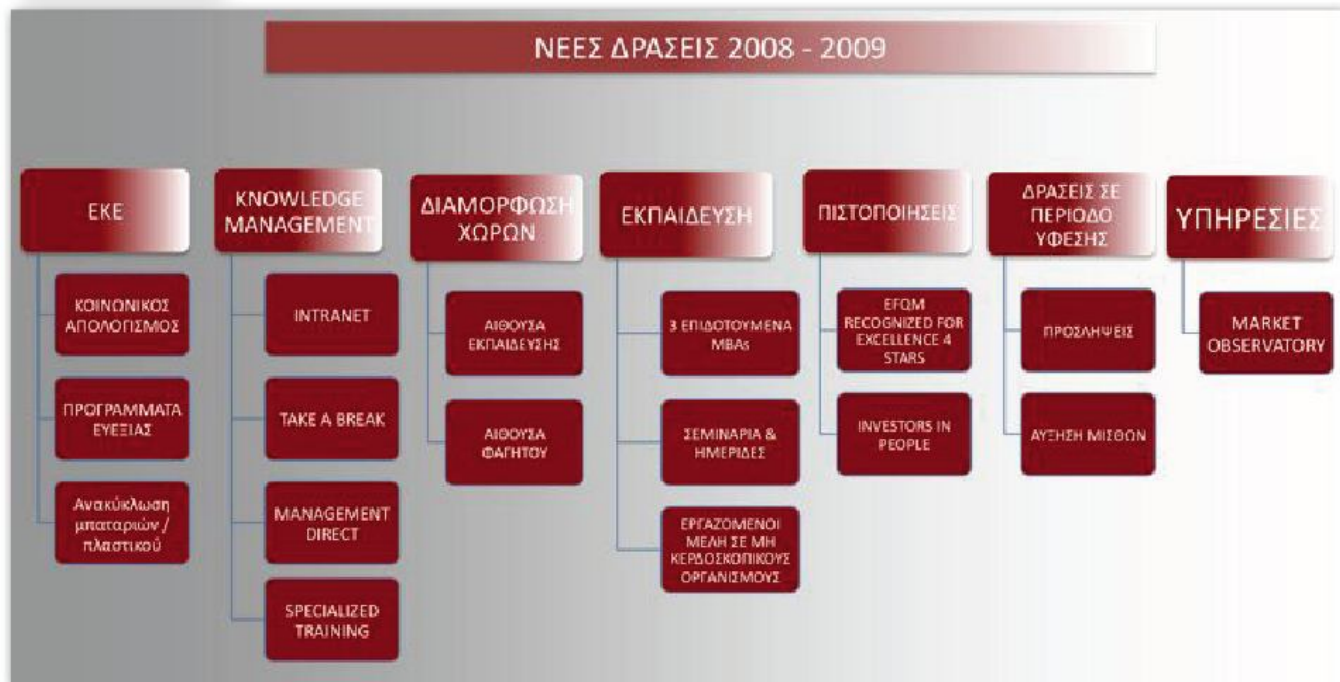 ΝΕΕΣ ΔΡΑΣΕΙΣ 2008 - 2009
ΕΚΕ
ΚΟΙΝΩΝΙΚΟΣ
ΑΠΟΛΟΓΙΣΜΟΣ
ΠΡΟΓΡΑΜΜΑΤΑ
ΕΥΕΞΙΑΣ
Ανακύκλωση
μπαταριών /
πλαστικού
KNOWLEDGE
MANAGEMENT
INTRANET
TAKE A BREAK
MANAGEMENT
DIRECT
SPECIALIZED
TRAINING
ΔΙΑΜΟΡΦΩΣΗ
ΧΩΡΩΝ
ΑΙΘΟΥΣΑ
ΕΚΠΑΙΔΕΥΣΗΣ
ΑΙΘΟΥΣΑ
ΦΑΓΗΤΟΥ
ΕΚΠΑΙΔΕΥΣΗ
3 ΕΠΙΔΟΤΟΥΜΕΝΑ
MBAs
ΣΕΜΙΝΑΡΙΑ &
ΗΜΕΡΙΔΕΣ
ΕΡΓΑΖΟΜΕΝΟΙ
ΜΕΛΗ ΣΕ ΜΗ
ΚΕΡΔΟΣΚΟΠΙΚΟΥΣ
ΟΡΓΑΝΙΣΜΟΥΣ
ΠΙΣΤΟΠΟΙΗΣΕΙΣ
EFQM
RECOGNIZED FOR
EXCELLENCE 4
STARS
INVESTORS IN
PEOPLE
ΔΡΑΣΕΙΣ ΣΕ
ΠΕΡΙΟΔΟ
ΥΦΕΣΗΣ
ΠΡΟΣΛΗΨΕΙΣ
ΑΥΞΗΣΗ ΜΙΣΘΩΝ
ΥΠΗΡΕΣΙΕΣ
MARKET
OBSERVATORY